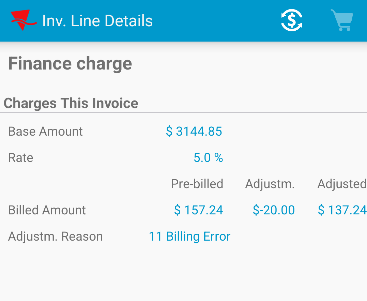 Inv. Line Details
Finance charge
Charges This Invoice
Base Amount $ 3144.85
Rate 5.0 %
Pre-billed Adjustm. Adjusted
Billed Amount $ 157.24 $-20.00 $ 137.24
Adjustm. Reason 11 Billing Error